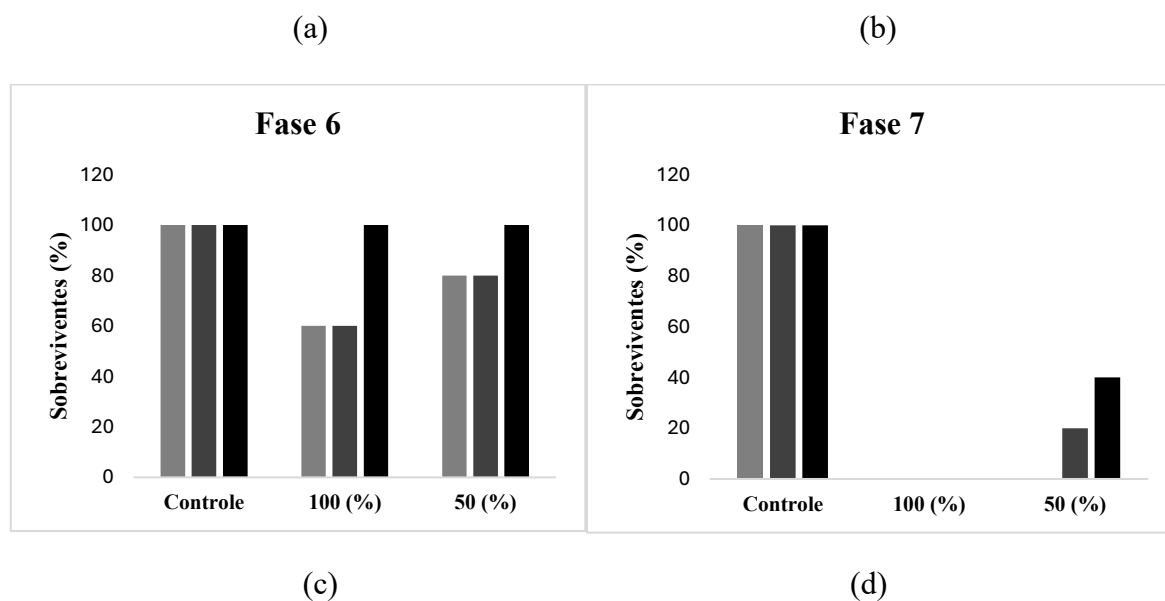 (a)
(b)
Fase 6
120
100
80
60
40
20
0
Sobreviventes (%)
Controle
100 (%)
50 (%)
Fase 7
120
100
80
60
40
20
0
Sobreviventes (%)
Controle
100 (%)
50 (%)
(c)
(d)